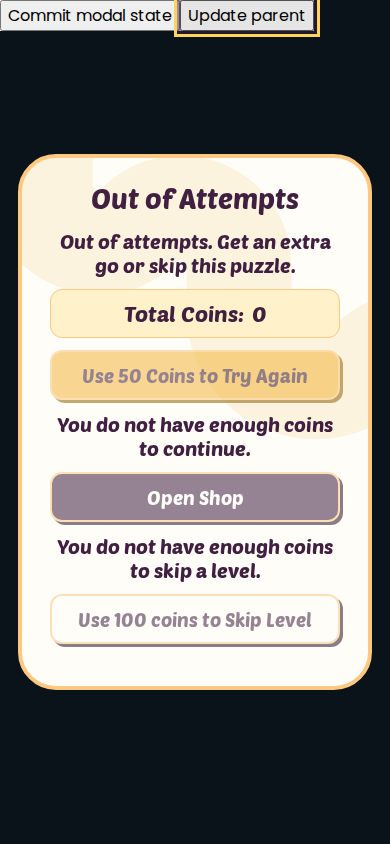 Commit modal state Update parent
Out of Attempts
Out of attempts. Get an extra
go or skip this puzzle.
Total Coins: 0
Use 50 Coins to Try Again
You do not have enough coins
to continue.
Open Shop
You do not have enough coins
to skip a level.
Use 100 coins to Skip Level